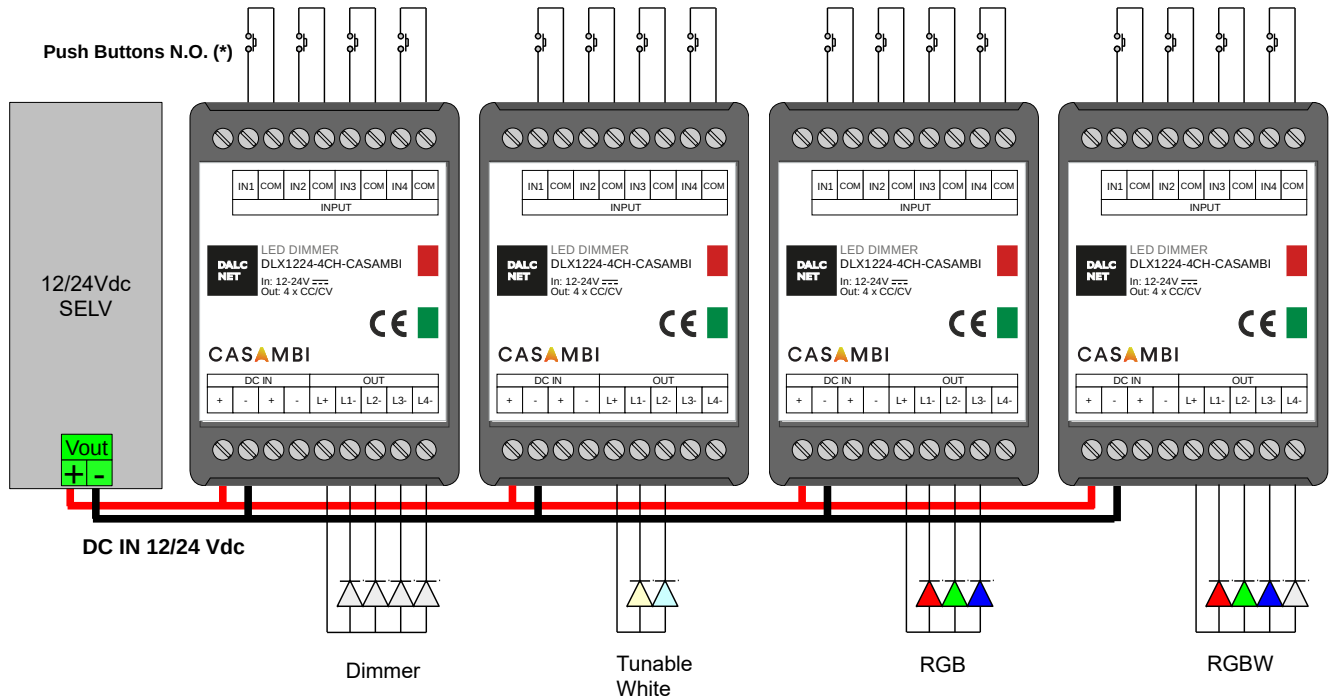 Push Buttons N.O. (*)
12/24Vdc
SELV
Vout
+ -
DC IN 12/24 Vdc
IN1 COM IN2 COM IN3 COM IN4 COM
INPUT
DALC
NET
LED DIMMER
DLX1224-4CH-CASAMBI
In: 12-24V
Out: 4 x CC/CV
CE
CASAMBI
DC IN OUT
+ - + - L+ L1- L2- L3- L4-
Dimmer
IN1 COM IN2 COM IN3 COM IN4 COM
INPUT
DALC
NET
LED DIMMER
DLX1224-4CH-CASAMBI
In: 12-24V
Out: 4 x CC/CV
CE
CASAMBI
DC IN OUT
+ - + - L+ L1- L2- L3- L4-
Tunable
White
IN1 COM IN2 COM IN3 COM IN4 COM
INPUT
DALC
NET
LED DIMMER
DLX1224-4CH-CASAMBI
In: 12-24V
Out: 4 x CC/CV
CE
CASAMBI
DC IN OUT
+ - + - L+ L1- L2- L3- L4-
RGB
IN1 COM IN2 COM IN3 COM IN4 COM
INPUT
DALC
NET
LED DIMMER
DLX1224-4CH-CASAMBI
In: 12-24V
Out: 4 x CC/CV
CE
CASAMBI
DC IN OUT
+ - + - L+ L1- L2- L3- L4-
RGBW